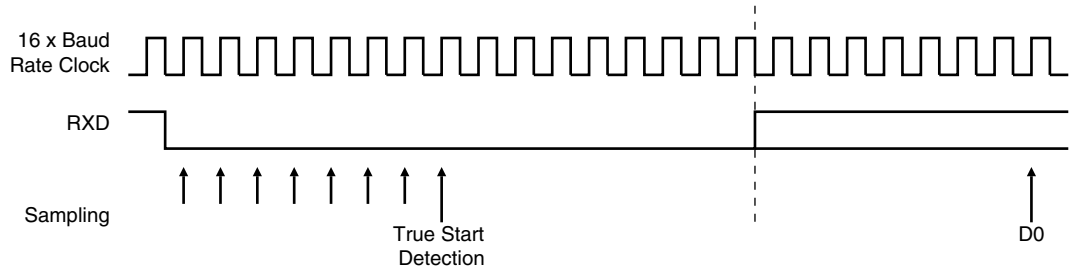 16 x Baud
Rate Clock
RXD
Sampling
True Start
Detection
D0